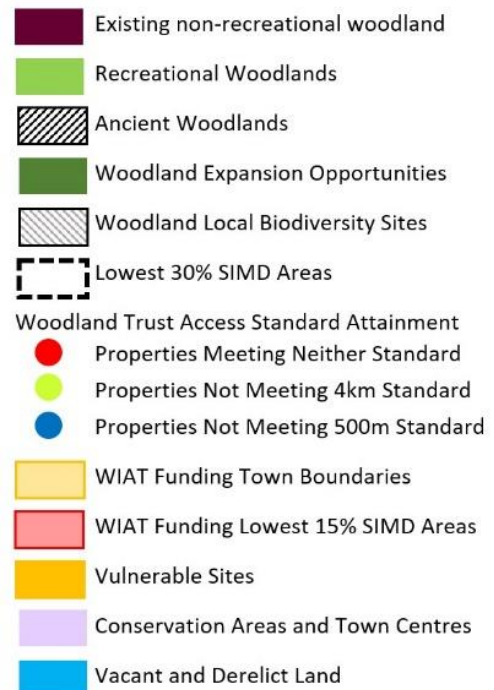 Existing non-recreational woodland
Recreational Woodlands
Ancient Woodlands
Woodland Expansion Opportunities
Woodland Local Biodiversity Sites
Lowest 30% SIMD Areas
Woodland Trust Access Standard Attainment
Properties Meeting Neither Standard
Properties Not Meeting 4km Standard
Properties Not Meeting 500m Standard
WIAT Funding Town Boundaries
WIAT Funding Lowest 15% SIMD Areas
Vulnerable Sites
Conservation Areas and Town Centres
Vacant and Derelict Land